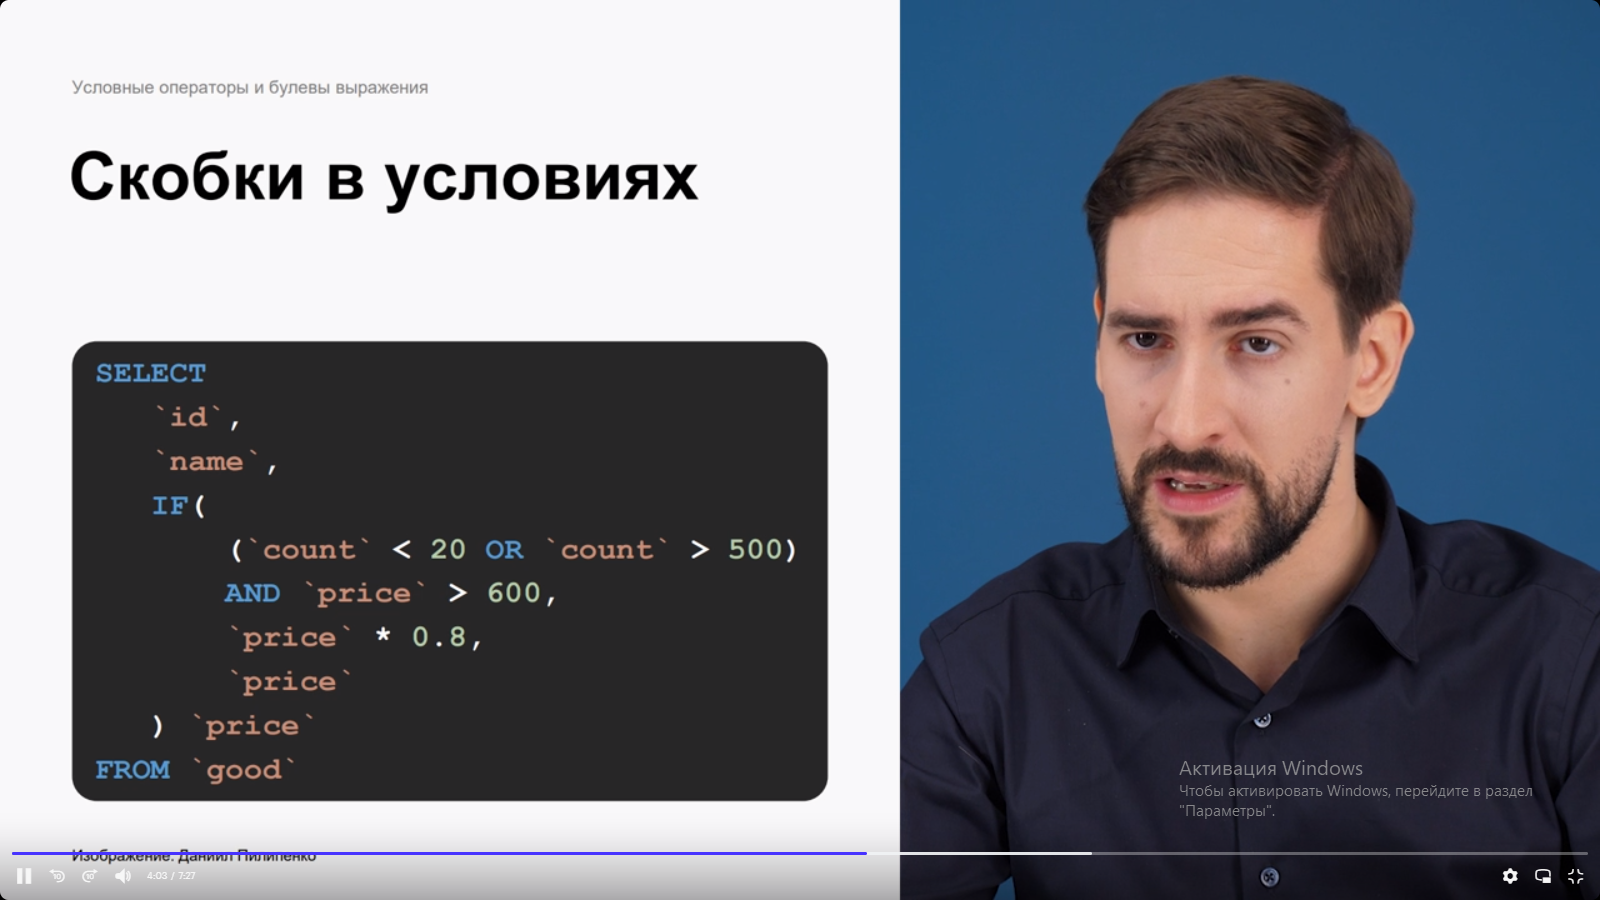 Условные операторы и булевы выражения
Скобки в условиях
SELECT
`id`,
`name`,
IF(
(`count` < 20 OR `count` > 500)
AND `price` > 600,
`price` * 0.8,
`price`
) `price`
FROM `good`
Изображение: Даниил Пилипенко
Активация Windows
Чтобы активировать Windows, перейдите в раздел
"Параметры".
10 10 4:03 / 7:27